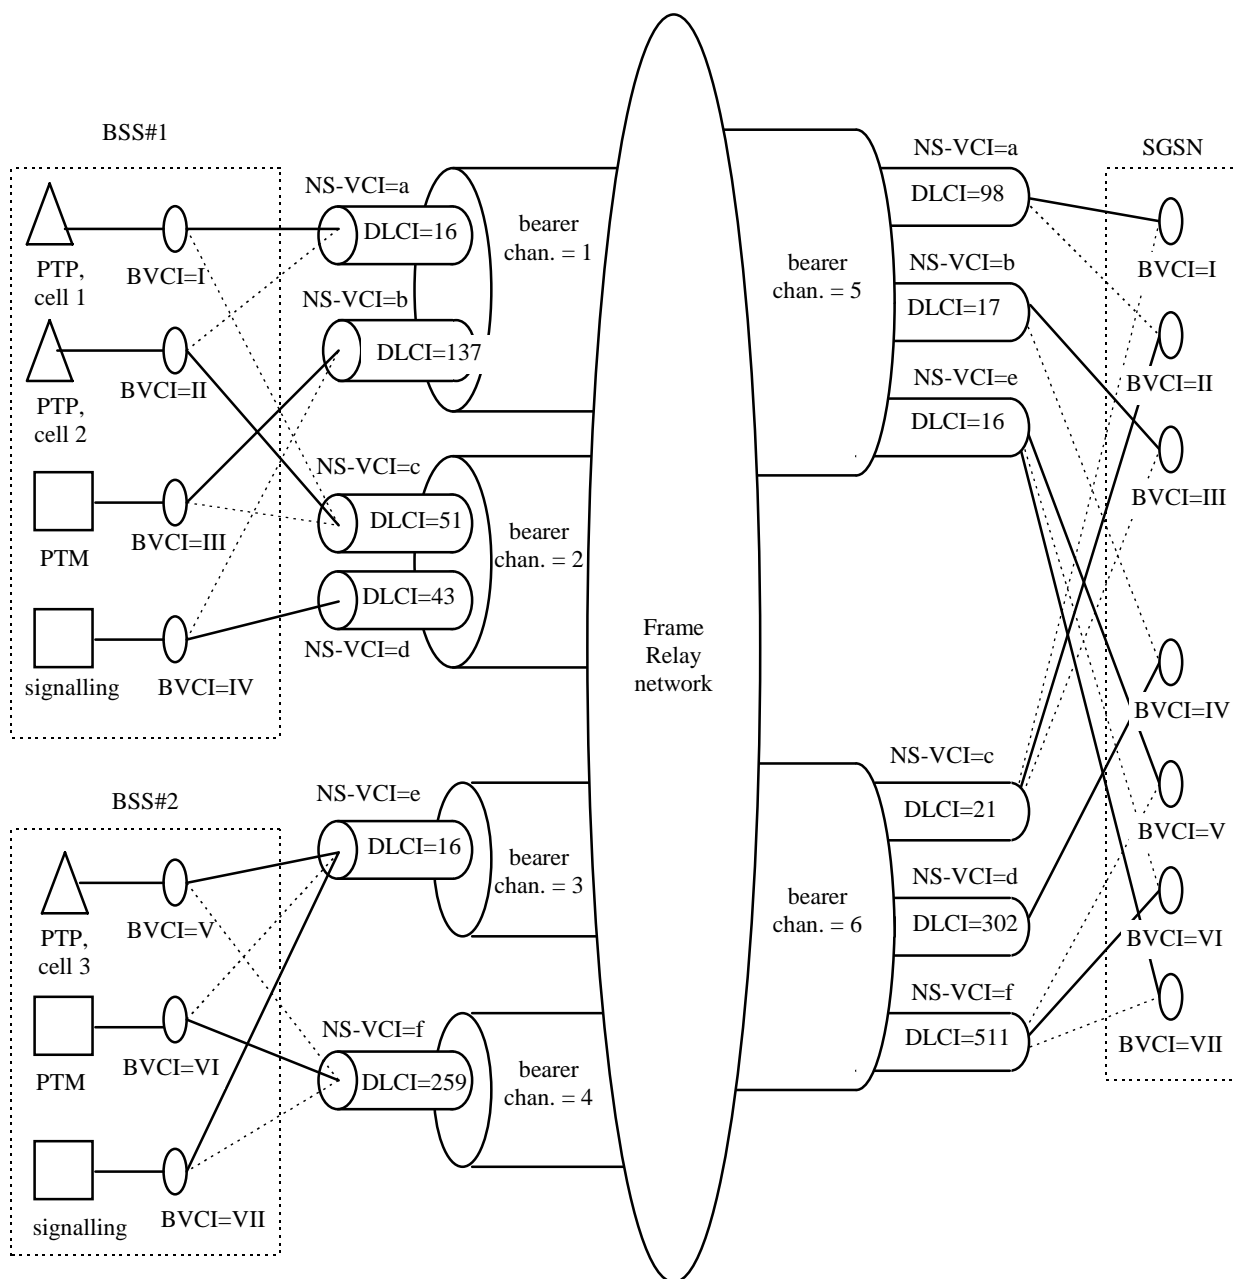 BSS#1
PTP,
cell 1
BVCI=I
PTP,
cell 2
BVCI=II
PTM
BVCI=III
signalling
BVCI=IV
NS-VCI=a
DLCI=16
NS-VCI=b
DLCI=137
bearer
chan. = 1
NS-VCI=c
DLCI=51
DLCI=43
NS-VCI=d
bearer
chan. = 2
BSS#2
PTP,
cell 3
BVCI=V
PTM
BVCI=VI
signalling
BVCI=VII
NS-VCI=e
DLCI=16
bearer
chan. = 3
NS-VCI=f
DLCI=259
bearer
chan. = 4
Frame
Relay
network
bearer
chan. = 5
NS-VCI=a
DLCI=98
NS-VCI=b
DLCI=17
NS-VCI=e
DLCI=16
bearer
chan. = 6
NS-VCI=c
DLCI=21
NS-VCI=d
DLCI=302
NS-VCI=f
DLCI=511
SGSN
BVCI=I
BVCI=II
BVCI=III
BVCI=IV
BVCI=V
BVCI=VI
BVCI=VII